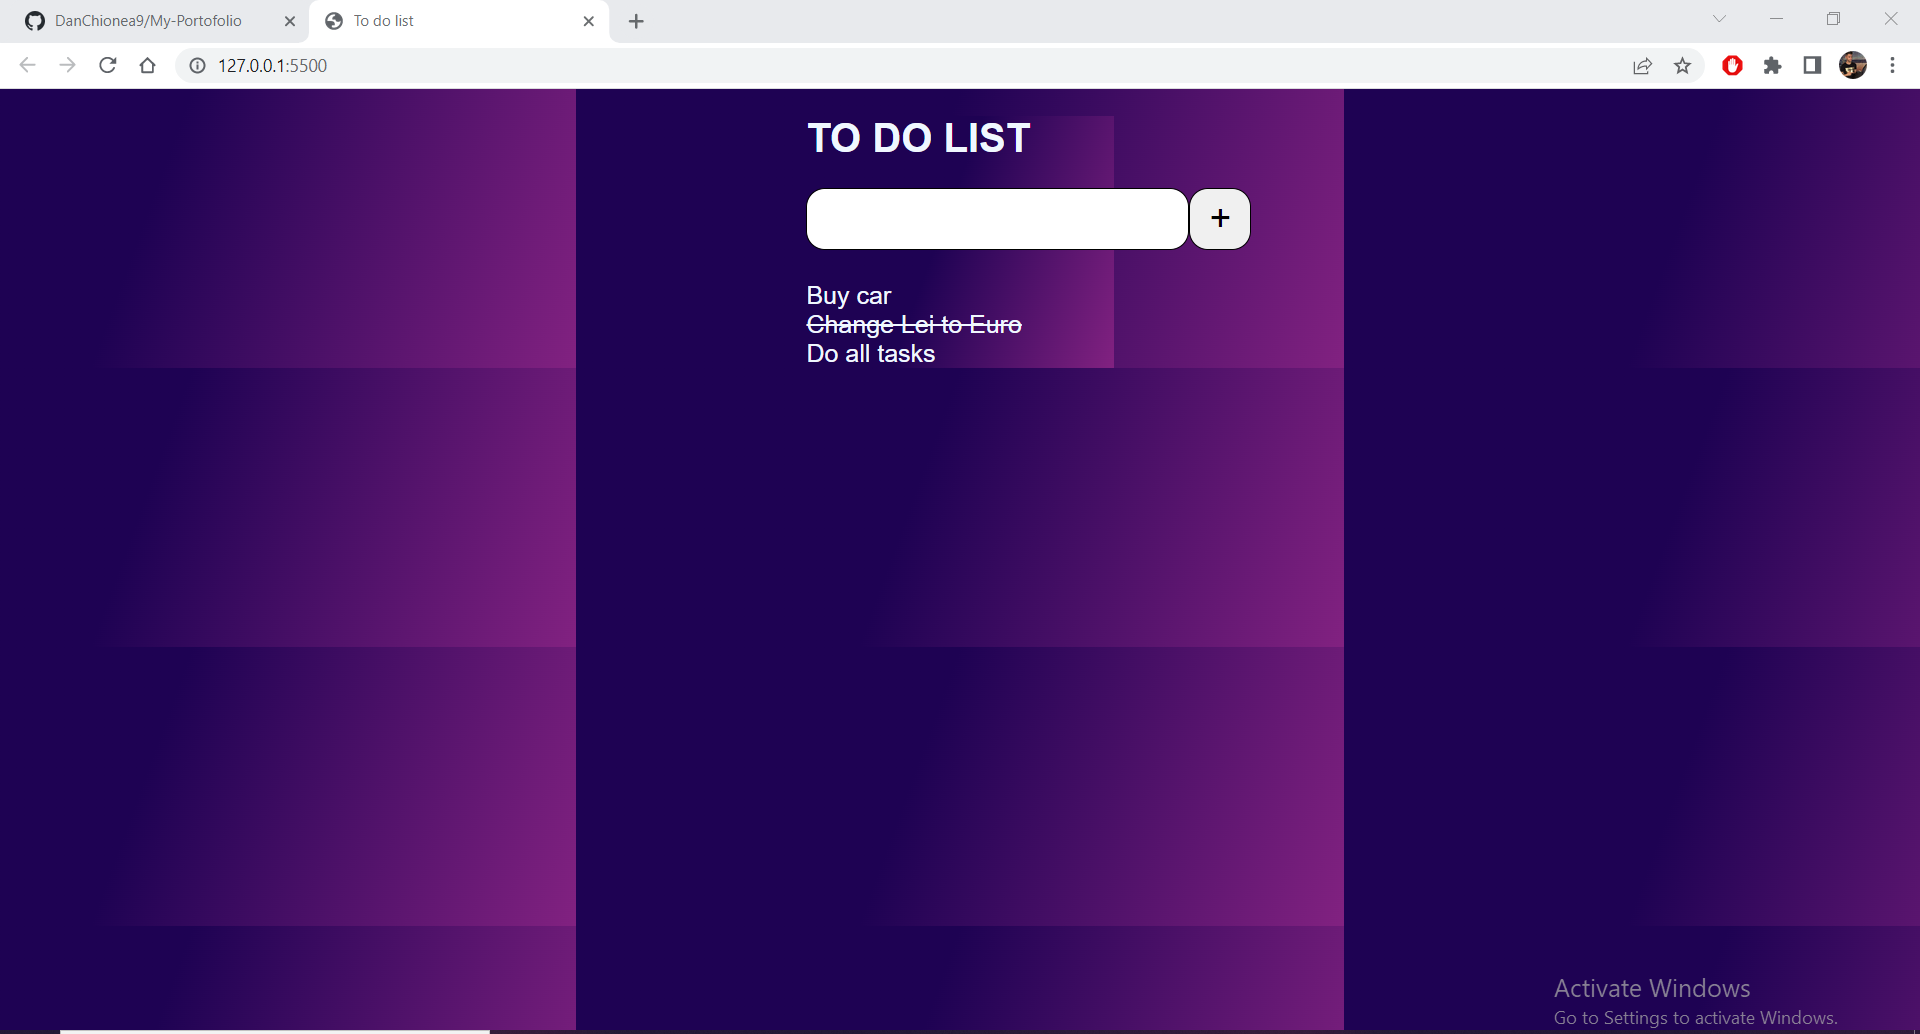 DanChionea9/My-Portofolio
To do list
127.0.0.1:5500
TO DO LIST
+
Buy car
Change Lei to Euro
Do all tasks
Activate Windows
Go to Settings to activate Windows.